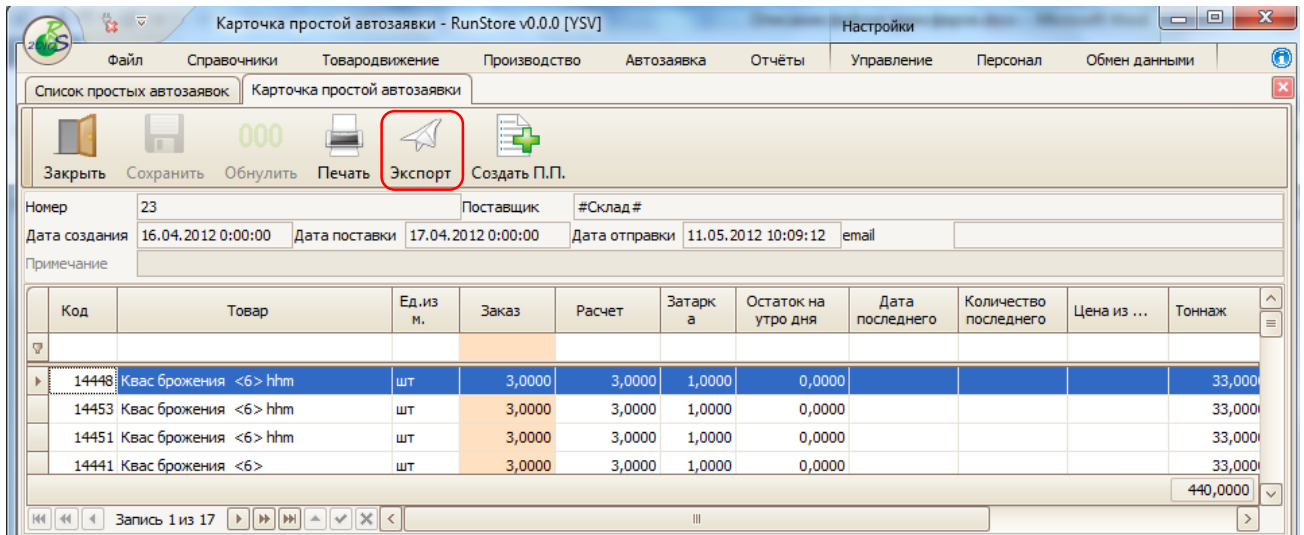 Карточка простой автозаявки - RunStore v0.0.0 [YSV]
Настройки
Файл Справочники Товародвижение Производство Автозаявка Отчёты Управление Персонал Обмен данными
Список простых автозаявок Карточка простой автозаявки
Закрыть Сохранить Обнулить Печать Экспорт Создать П.П.
Номер 23 Поставщик #Склад#
Дата создания 16.04.2012 0:00:00 Дата поставки 17.04.2012 0:00:00 Дата отправки 11.05.2012 10:09:12 email
Примечание
Код Товар Ед.из м. Заказ Расчет Затарк а Остаток на утро дня Дата последнего Количество последнего Цена из ... Тоннаж
14448 Квас брожения <6> hhm шт 3,0000 3,0000 1,0000 0,0000 33,0000
14453 Квас брожения <6> hhm шт 3,0000 3,0000 1,0000 0,0000 33,0000
14451 Квас брожения <6> hhm шт 3,0000 3,0000 1,0000 0,0000 33,0000
14441 Квас брожения <6> шт 3,0000 3,0000 1,0000 0,0000 33,0000
440,0000
Запись 1 из 17